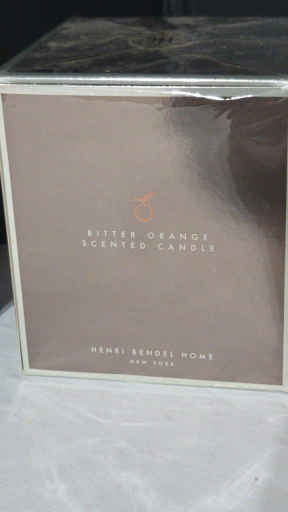 BITTER ORANGE
SCENTED CANDLE
HENRI BENDEL HOME
NEW YORK